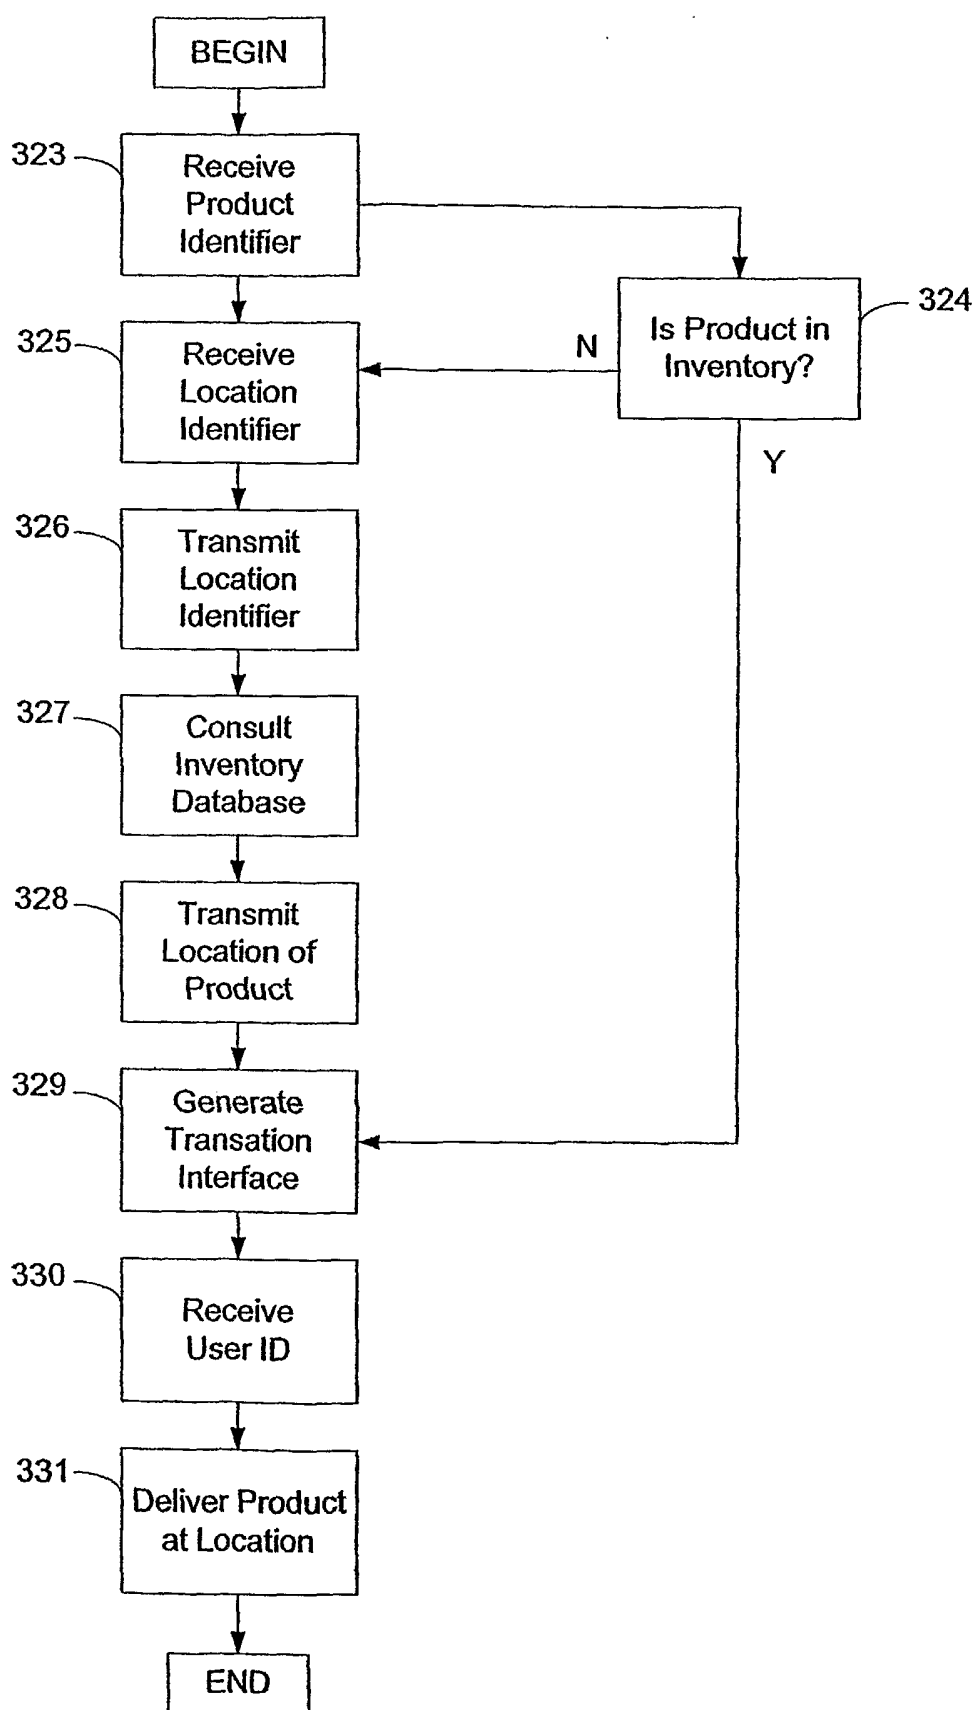 BEGIN
323
Receive
Product
Identifier
324
Is Product in
Inventory?
N
Y
325
Receive
Location
Identifier
326
Transmit
Location
Identifier
327
Consult
Inventory
Database
328
Transmit
Location of
Product
329
Generate
Transation
Interface
330
Receive
User ID
331
Deliver Product
at Location
END